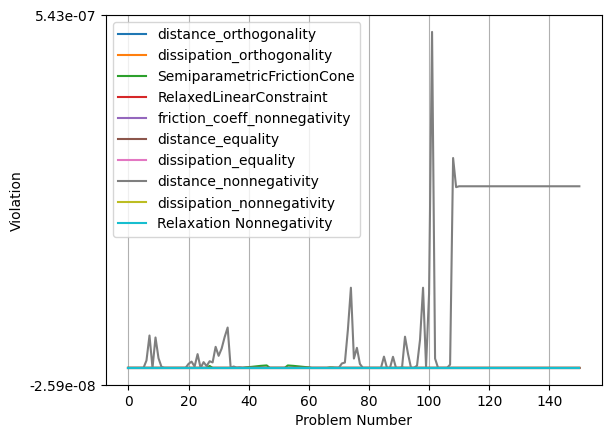 5.43e-07
distance_orthogonality
dissipation_orthogonality
SemiparametricFrictionCone
RelaxedLinearConstraint
friction_coeff_nonnegativity
distance_equality
dissipation_equality
distance_nonnegativity
dissipation_nonnegativity
Relaxation Nonnegativity
Violation
-2.59e-08
0 20 40 60 80 100 120 140
Problem Number